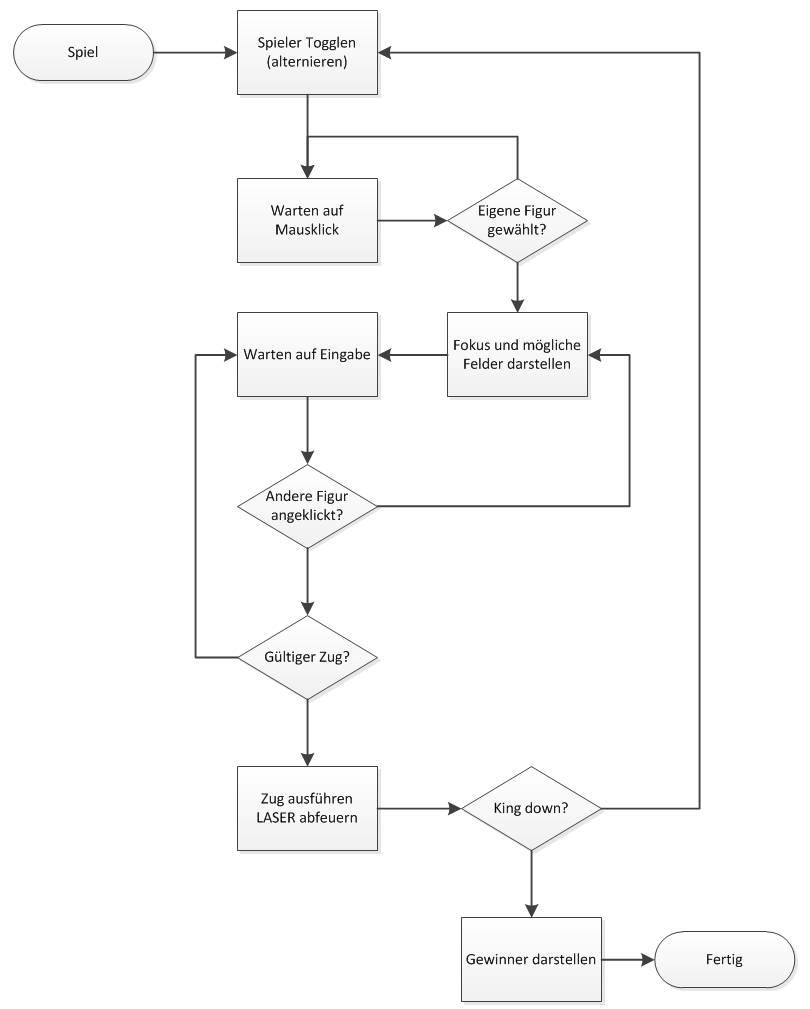 Spiel
Spieler Togglen
(alternieren)
Warten auf
Mausklick
Eigene Figur
gewählt?
Warten auf Eingabe
Fokus und mögliche
Felder darstellen
Andere Figur
angeklickt?
Gültiger Zug?
Zug ausführen
LASER abfeuern
King down?
Gewinner darstellen
Fertig